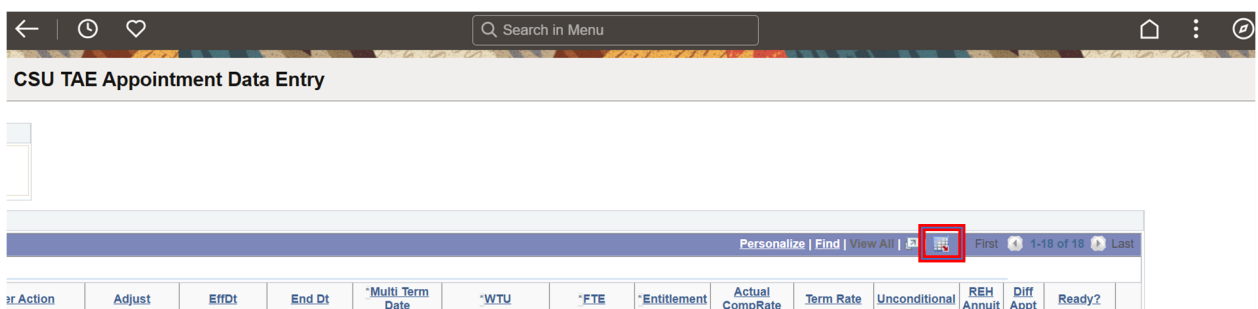 Search in Menu
CSU TAE Appointment Data Entry
Personalize | Find | View All | First 1-18 of 18 Last
er Action Adjust EffDt End Dt *Multi Term Date *WTU *FTE *Entitlement Actual CompRate Term Rate Unconditional REH Annuit Diff Appt Ready?